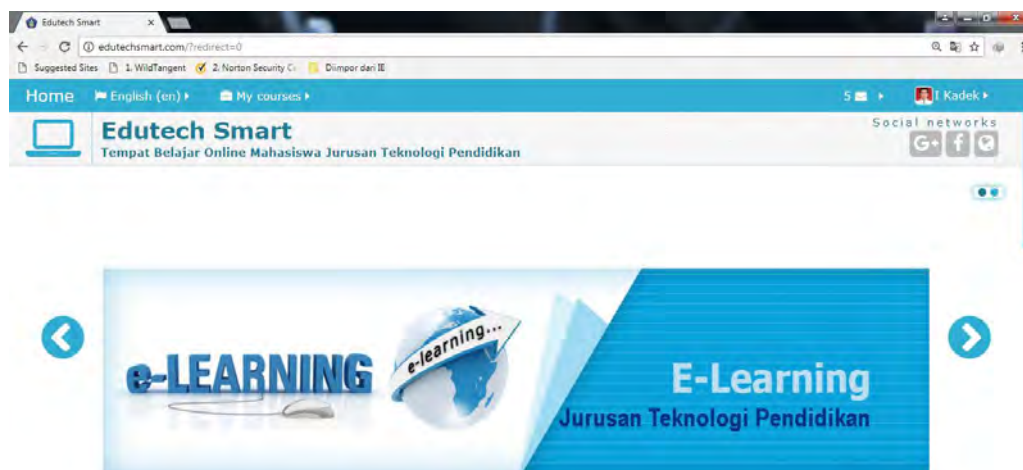 Edutech Smart
edutechsmart.com/?redirect=0
Suggested Sites 1. WildTangent 2. Norton Security C Diimpor dari IE
Home English (en) My courses 5 I Kadek
Edutech Smart
Tempat Belajar Online Mahasiswa Jurusan Teknologi Pendidikan
Social networks
G+ f
e-LEARNING
e-learning...
E-Learning
Jurusan Teknologi Pendidikan